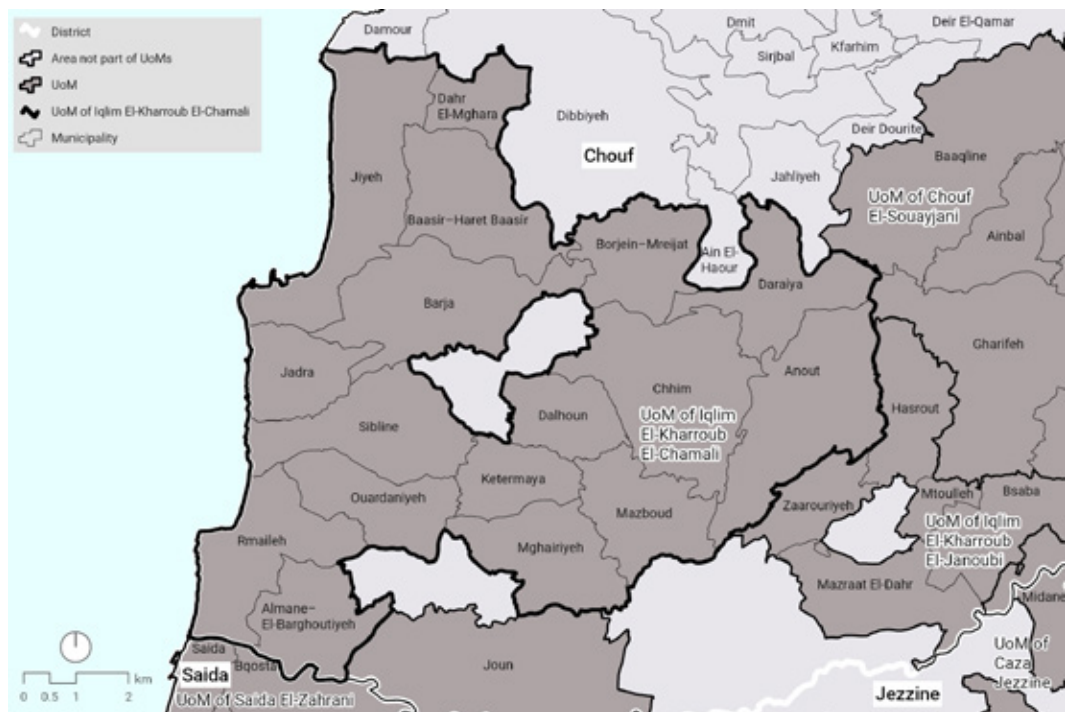 District
Area not part of UoMs
UoM
UoM of Iqlim El-Kharroub El-Chamali
Municipality
Damour
Dmit
Deir El-Qamar
Sirjbal
Kfarhim
Dahr
El-Mghara
Dibbiyeh
Chouf
Deir Dourite
Baaqline
Jiyeh
Jahliyeh
UoM of Chouf
El-Souayjani
Baasir–Haret Baasir
Borjein–Mreijat
Ain El-
Haour
Ainbal
Daraiya
Barja
Gharifeh
Jadra
Chhim
Anout
Hasrout
Dalhoun
UoM of Iqlim
El-Kharroub
El-Chamali
Sibline
Ketermaya
Ouardaniyeh
Zaarouriyeh
Mtoulleh
Bsaba
Mazboud
UoM of Iqlim
El-Kharroub
El-Janoubi
Rmaileh
Mghairiyeh
Mazraat El-Dahr
Midane
Almane–
El-Barghoutiyeh
Saida
Bqosta
Joun
UoM of
Caza
Jezzine
Saida
Jezzine
UoM of Saida El-Zahrani
km
0 0.5 1 2